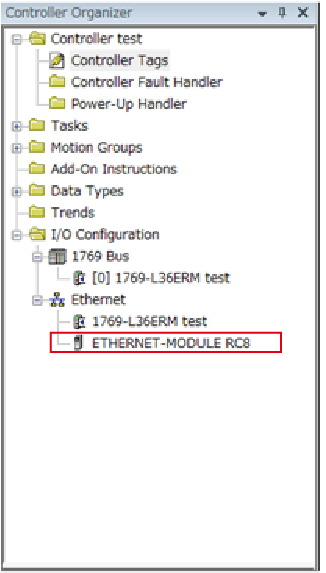 Controller Organizer
Controller test
Controller Tags
Controller Fault Handler
Power-Up Handler
Tasks
Motion Groups
Add-On Instructions
Data Types
Trends
I/O Configuration
1769 Bus
[0] 1769-L36ERM test
Ethernet
1769-L36ERM test
ETHERNET-MODULE RC8